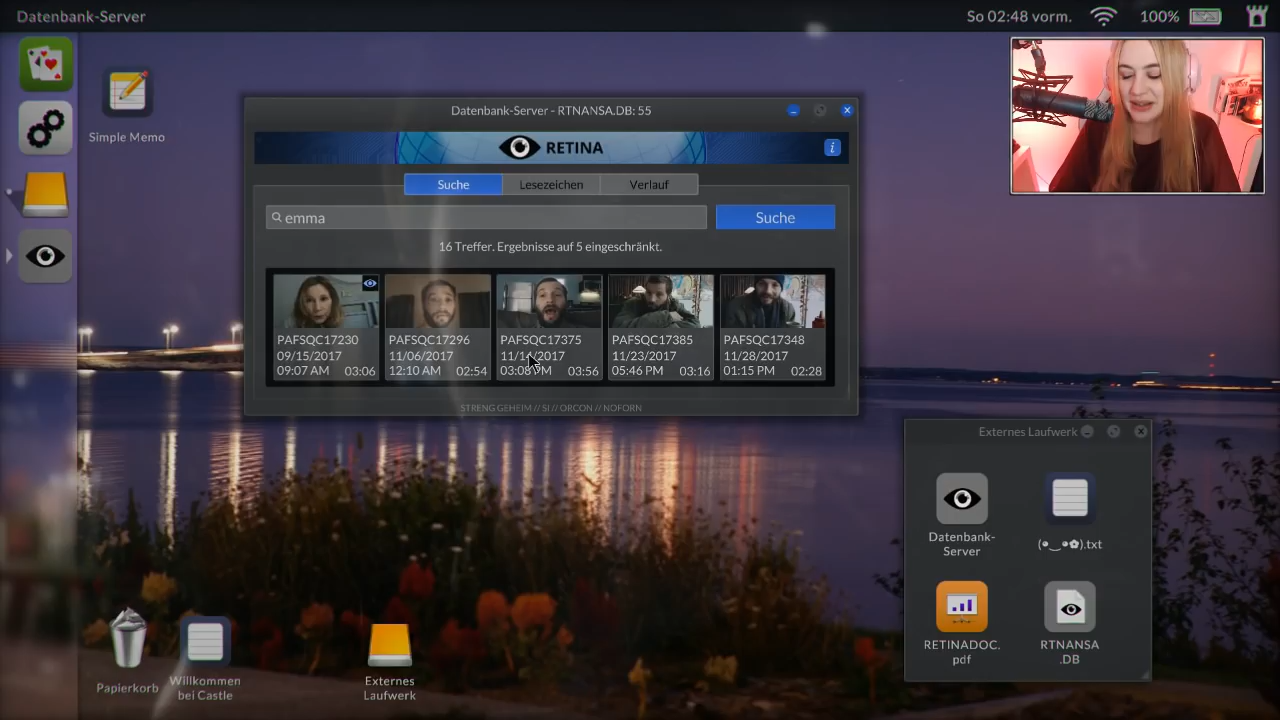 Datenbank-Server
So 02:48 vorm.
100%
Simple Memo
Datenbank-Server - RTNANSA.DB: 55
RETINA
Suche
Lesezeichen
Verlauf
emma
Suche
16 Treffer. Ergebnisse auf 5 eingeschränkt.
PAFSQC17230
09/15/2017
09:07 AM 03:06
PAFSQC17296
11/06/2017
12:10 AM 02:54
PAFSQC17375
03:56
PAFSQC17385
11/23/2017
05:46 PM 03:16
PAFSQC17348
11/28/2017
01:15 PM 02:28
STRENG GEHEIM // SI // ORCON // NOFORN
Externes Laufwerk
Datenbank-
Server
(•‿•✿).txt
RETINADOC.
pdf
RTNANSA
.DB
Papierkorb
Willkommen
bei Castle
Externes
Laufwerk